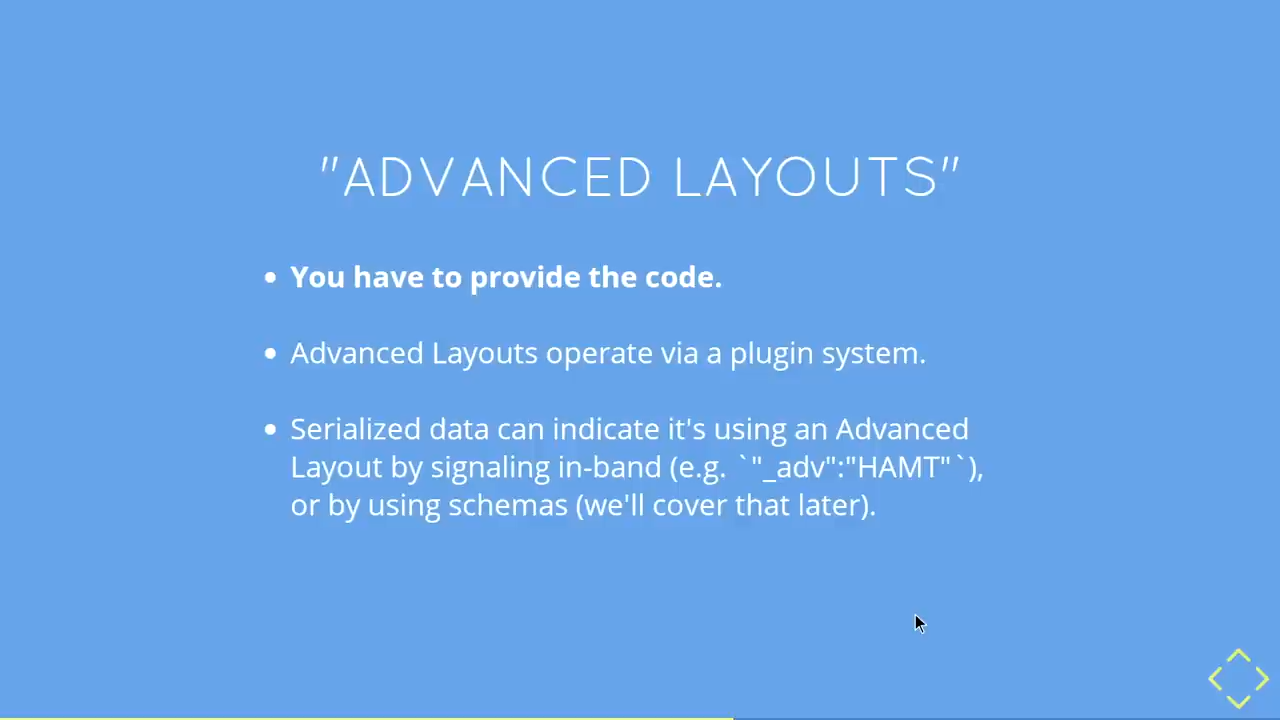 "ADVANCED LAYOUTS"
• You have to provide the code.
• Advanced Layouts operate via a plugin system.
• Serialized data can indicate it's using an Advanced
Layout by signaling in-band (e.g. `"_adv":"HAMT"`),
or by using schemas (we'll cover that later).